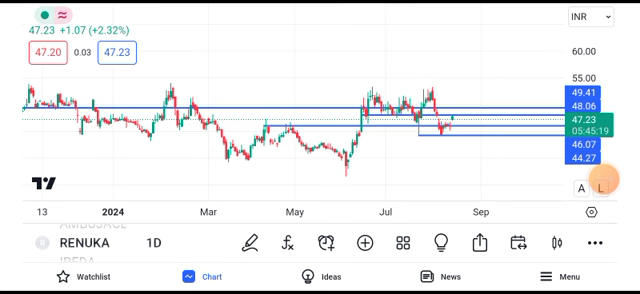 INR
47.23 +1.07 (+2.32%)
47.20 0.03 47.23
60.00
55.00
49.41
48.06
47.23
05:45:19
46.07
44.27
A L
13 2024 Mar May Jul Sep
RENUKA 1D
Watchlist Chart Ideas News Menu